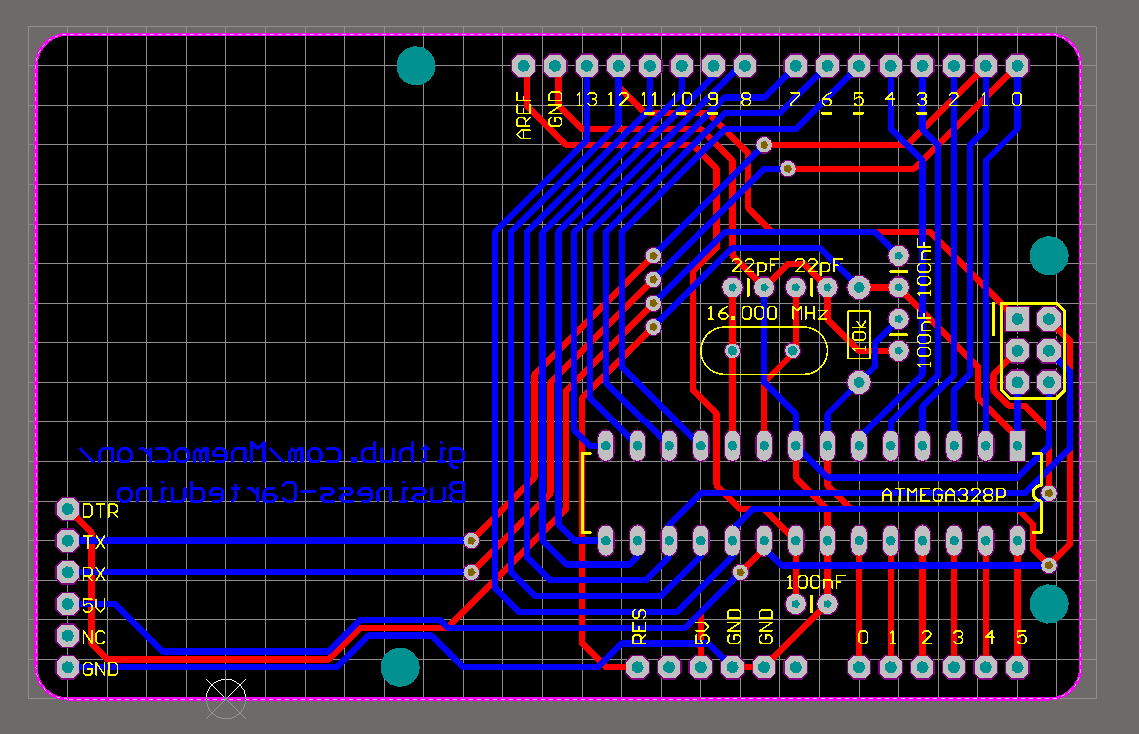 AREF GND 13 12 11 10 9 8 7 6 5 4 3 2 1 0
22pF 22pF 100nF
16.000 MHz
10k 100nF
github.com/Mnemocron/
Business-Carteduino
ATMEGA328P
DTR
TX
RX
5V
NC
GND
100nF
RES 5V GND GND 0 1 2 3 4 5